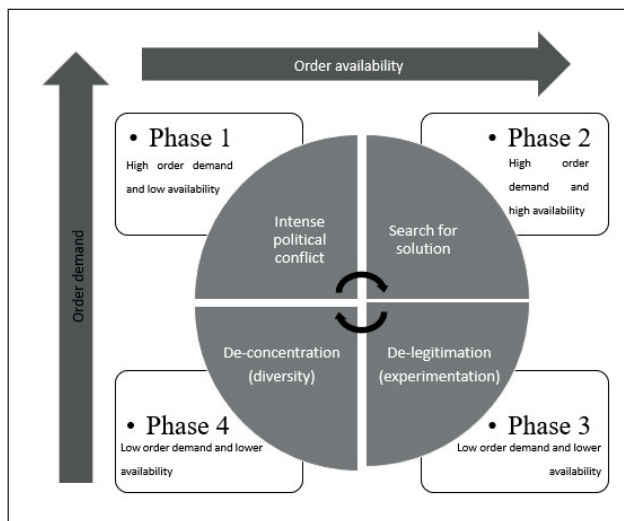 Order availability
Order demand
• Phase 1
High order demand
and low availability
• Phase 2
High order
demand and
high availability
Intense
political
conflict
Search for
solution
De-concentration
(diversity)
De-legitimation
(experimentation)
• Phase 4
Low order demand and lower
availability
• Phase 3
Low order demand and lower
availability